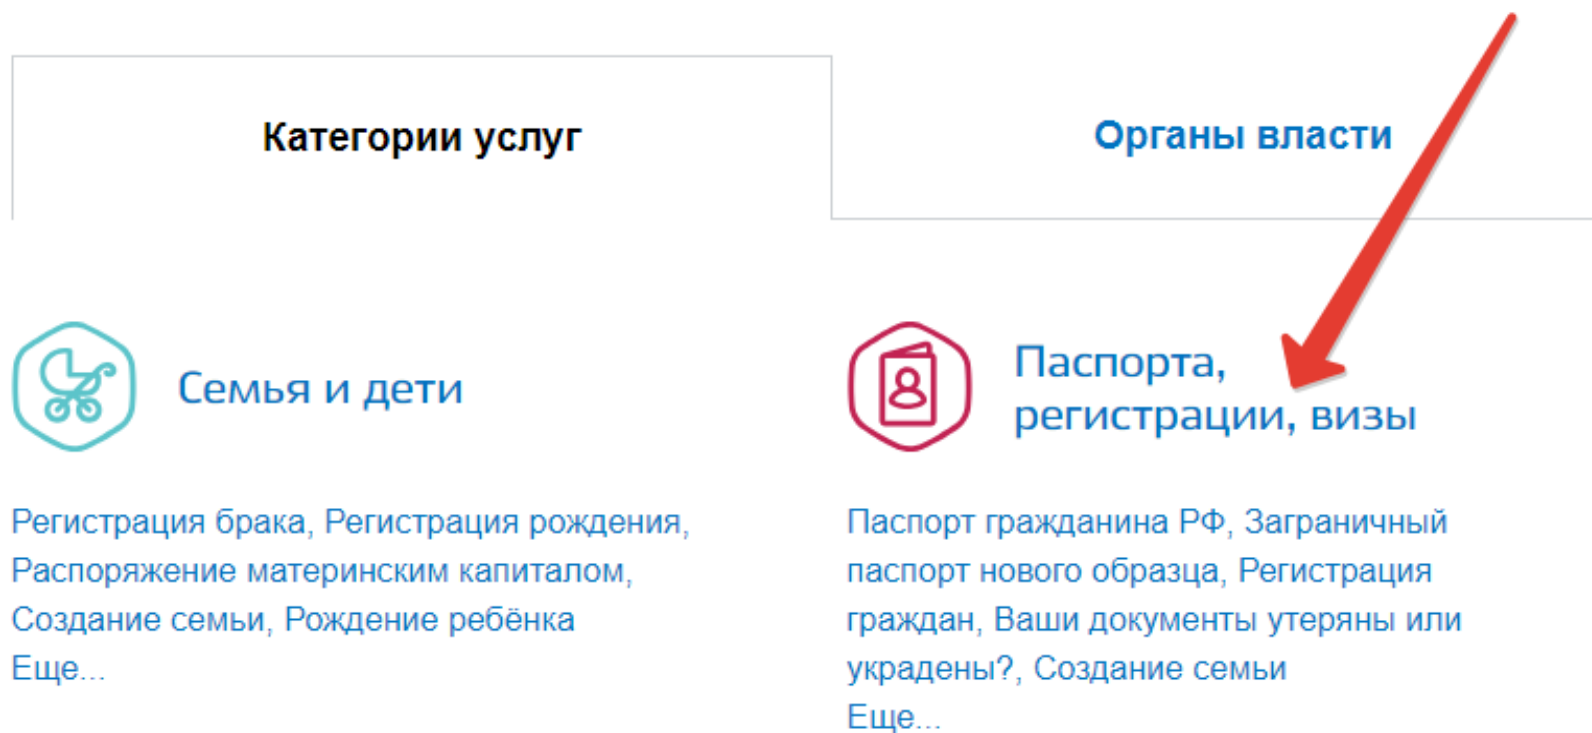 Категории услуг
Органы власти
Семья и дети
Паспорта,
регистрации, визы
Регистрация брака, Регистрация рождения,
Распоряжение материнским капиталом,
Создание семьи, Рождение ребёнка
Еще...
Паспорт гражданина РФ, Заграничный
паспорт нового образца, Регистрация
граждан, Ваши документы утеряны или
украдены?, Создание семьи
Еще...